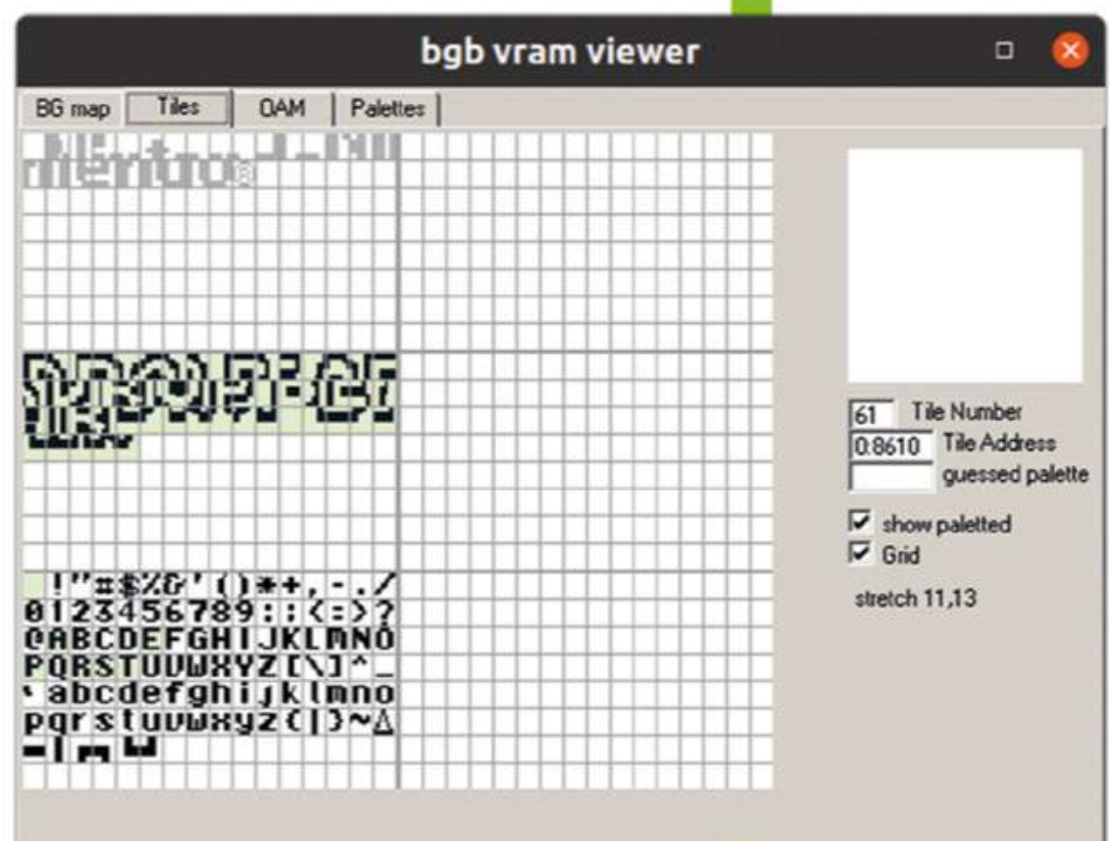 bgb vram viewer
BG map Tiles OAM Palettes
61 Tile Number
0:8610 Tile Address
guessed palette
show paletted
Grid
stretch 11,13
!"#$%&'()*+,-./
0123456789:;<=>?
@ABCDEFGHIJKLMNO
PQRSTUVWXYZ[\]^_
`abcdefghijklmno
pqrstuvwxyz{|}~